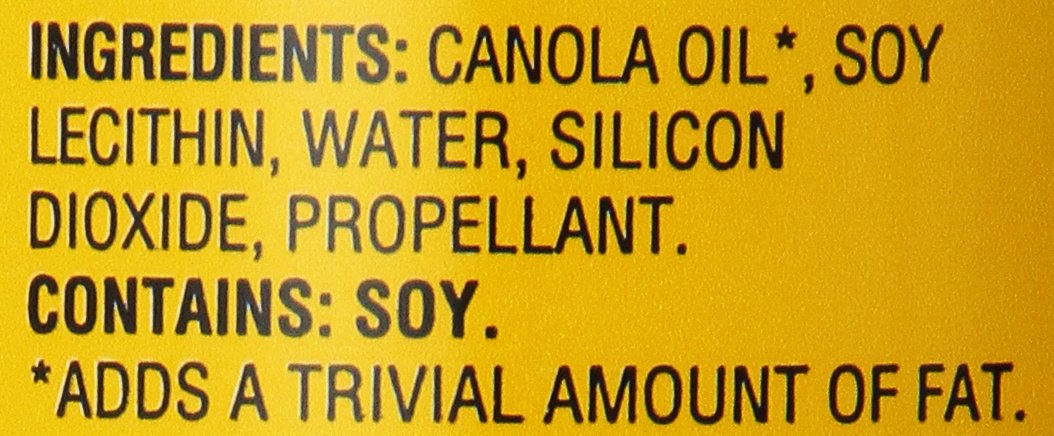 INGREDIENTS: CANOLA OIL*, SOY
LECITHIN, WATER, SILICON
DIOXIDE, PROPELLANT.
CONTAINS: SOY.
*ADDS A TRIVIAL AMOUNT OF FAT.